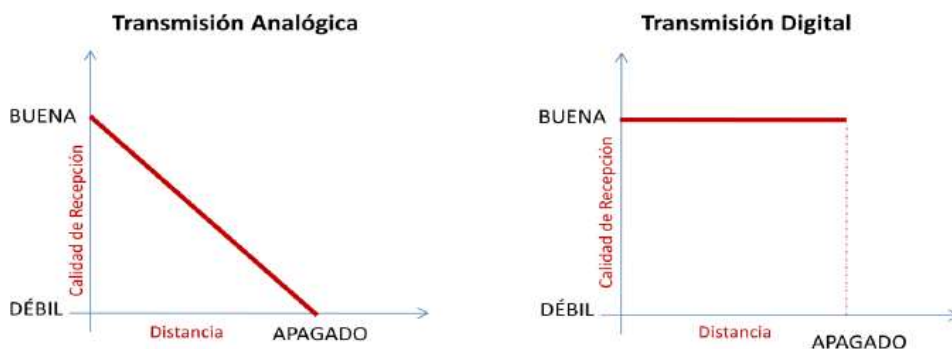 Transmisión Analógica
BUENA
Calidad de Recepción
DÉBIL
Distancia
APAGADO
Transmisión Digital
BUENA
Calidad de Recepción
DÉBIL
Distancia
APAGADO